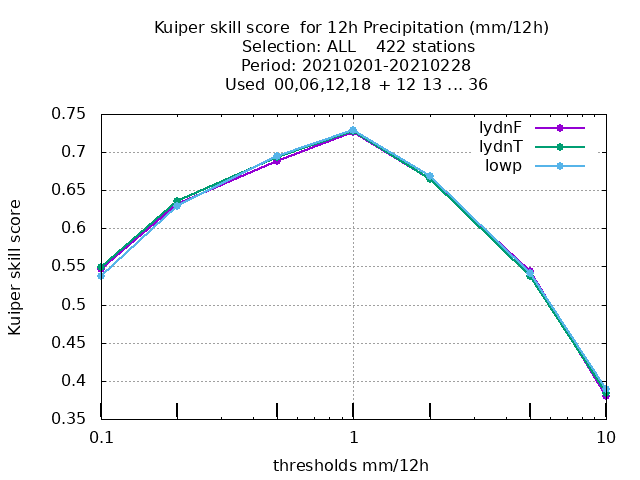 Kuiper skill score  for 12h Precipitation (mm/12h)
Selection: ALL    422 stations
Period: 20210201-20210228
Used  00,06,12,18  + 12 13 ... 36
lydnF
lydnT
lowp
0.75
0.7
0.65
0.6
0.55
0.5
0.45
0.4
0.35
Kuiper skill score
0.1
1
10
thresholds mm/12h